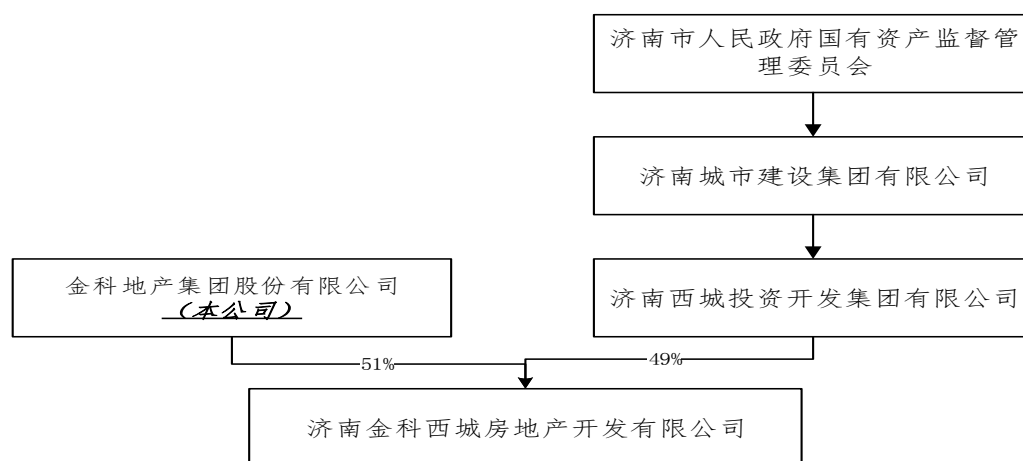 济南市人民政府国有资产监督管
理委员会
济南城市建设集团有限公司
金科地产集团股份有限公司
（本公司）
济南西城投资开发集团有限公司
51%
49%
济南金科西城房地产开发有限公司